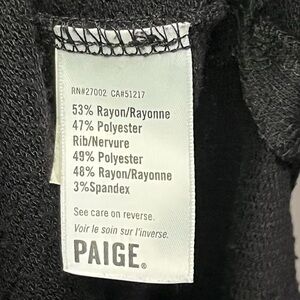 RN#27002 CA#51217
53% Rayon/Rayonne
47% Polyester
Rib/Nervure
49% Polyester
48% Rayon/Rayonne
3%Spandex
See care on reverse.
Voir le soin sur l'inverse.
PAIGE®